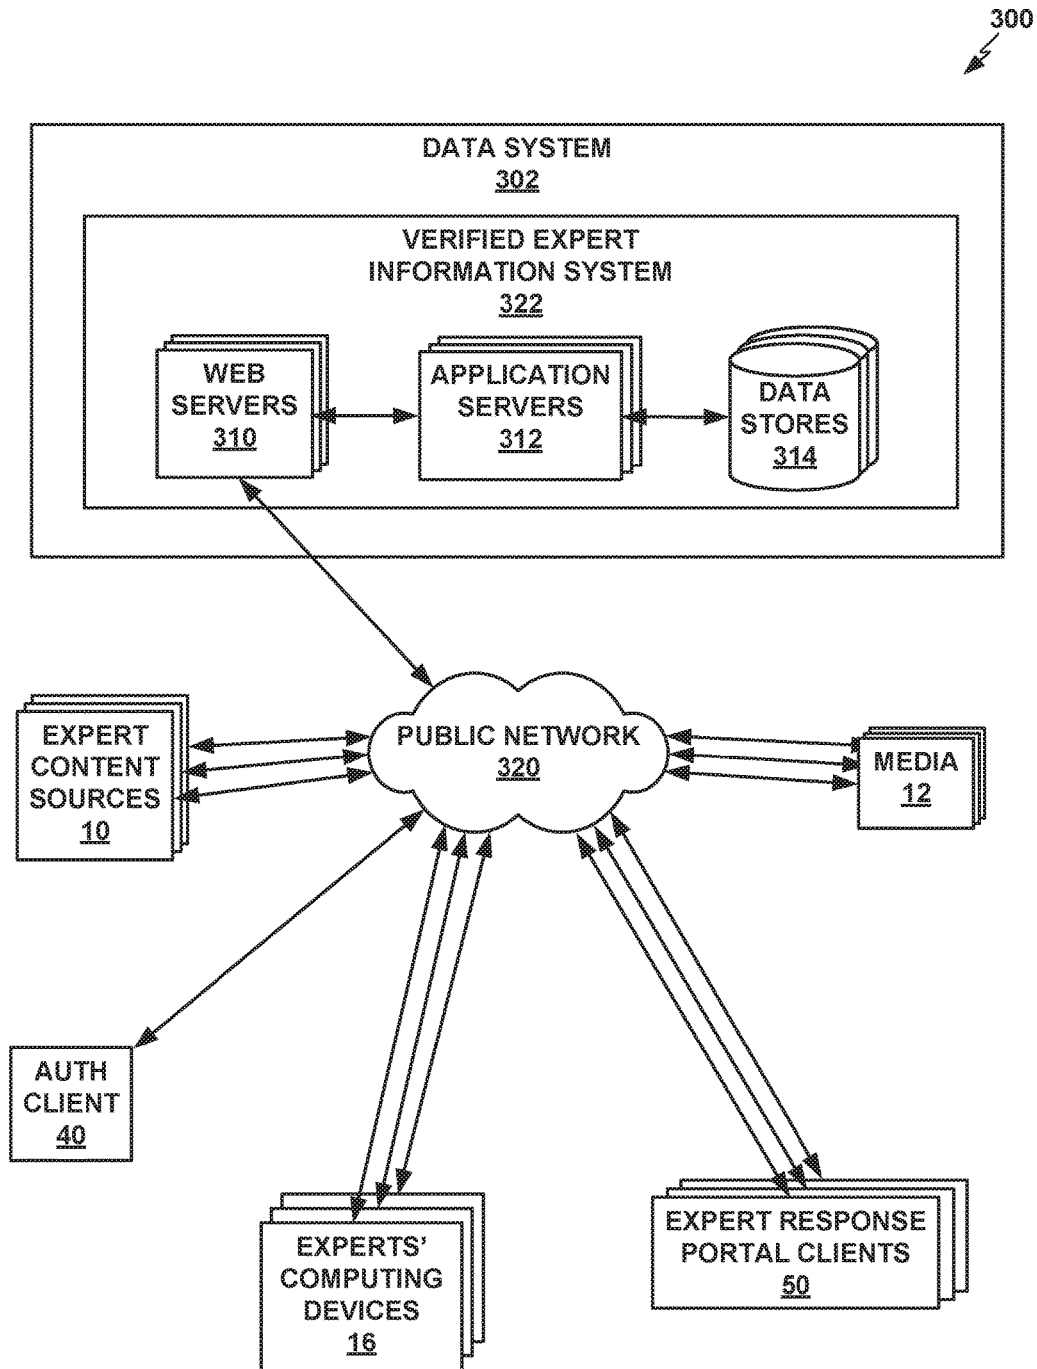 300
DATA SYSTEM
302
VERIFIED EXPERT
INFORMATION SYSTEM
322
WEB
SERVERS
310
APPLICATION
SERVERS
312
DATA
STORES
314
EXPERT
CONTENT
SOURCES
10
PUBLIC NETWORK
320
MEDIA
12
AUTH
CLIENT
40
EXPERTS’
COMPUTING
DEVICES
16
EXPERT RESPONSE
PORTAL CLIENTS
50